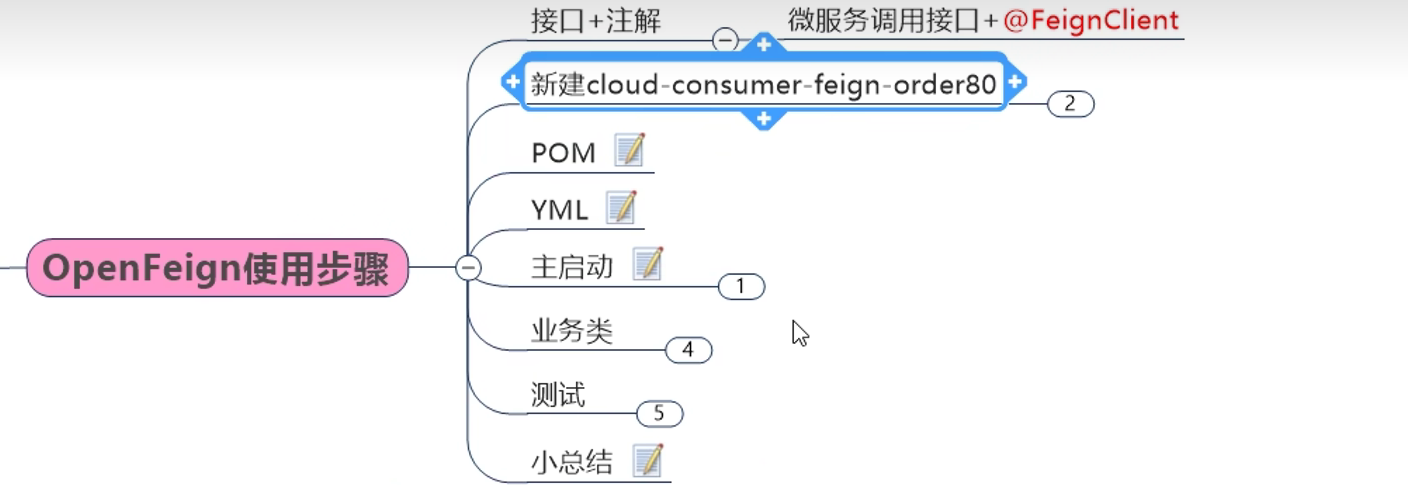 接口+注解
微服务调用接口+@FeignClient
新建cloud-consumer-feign-order80
2
POM
YML
OpenFeign使用步骤
主启动
1
业务类
4
测试
5
小总结